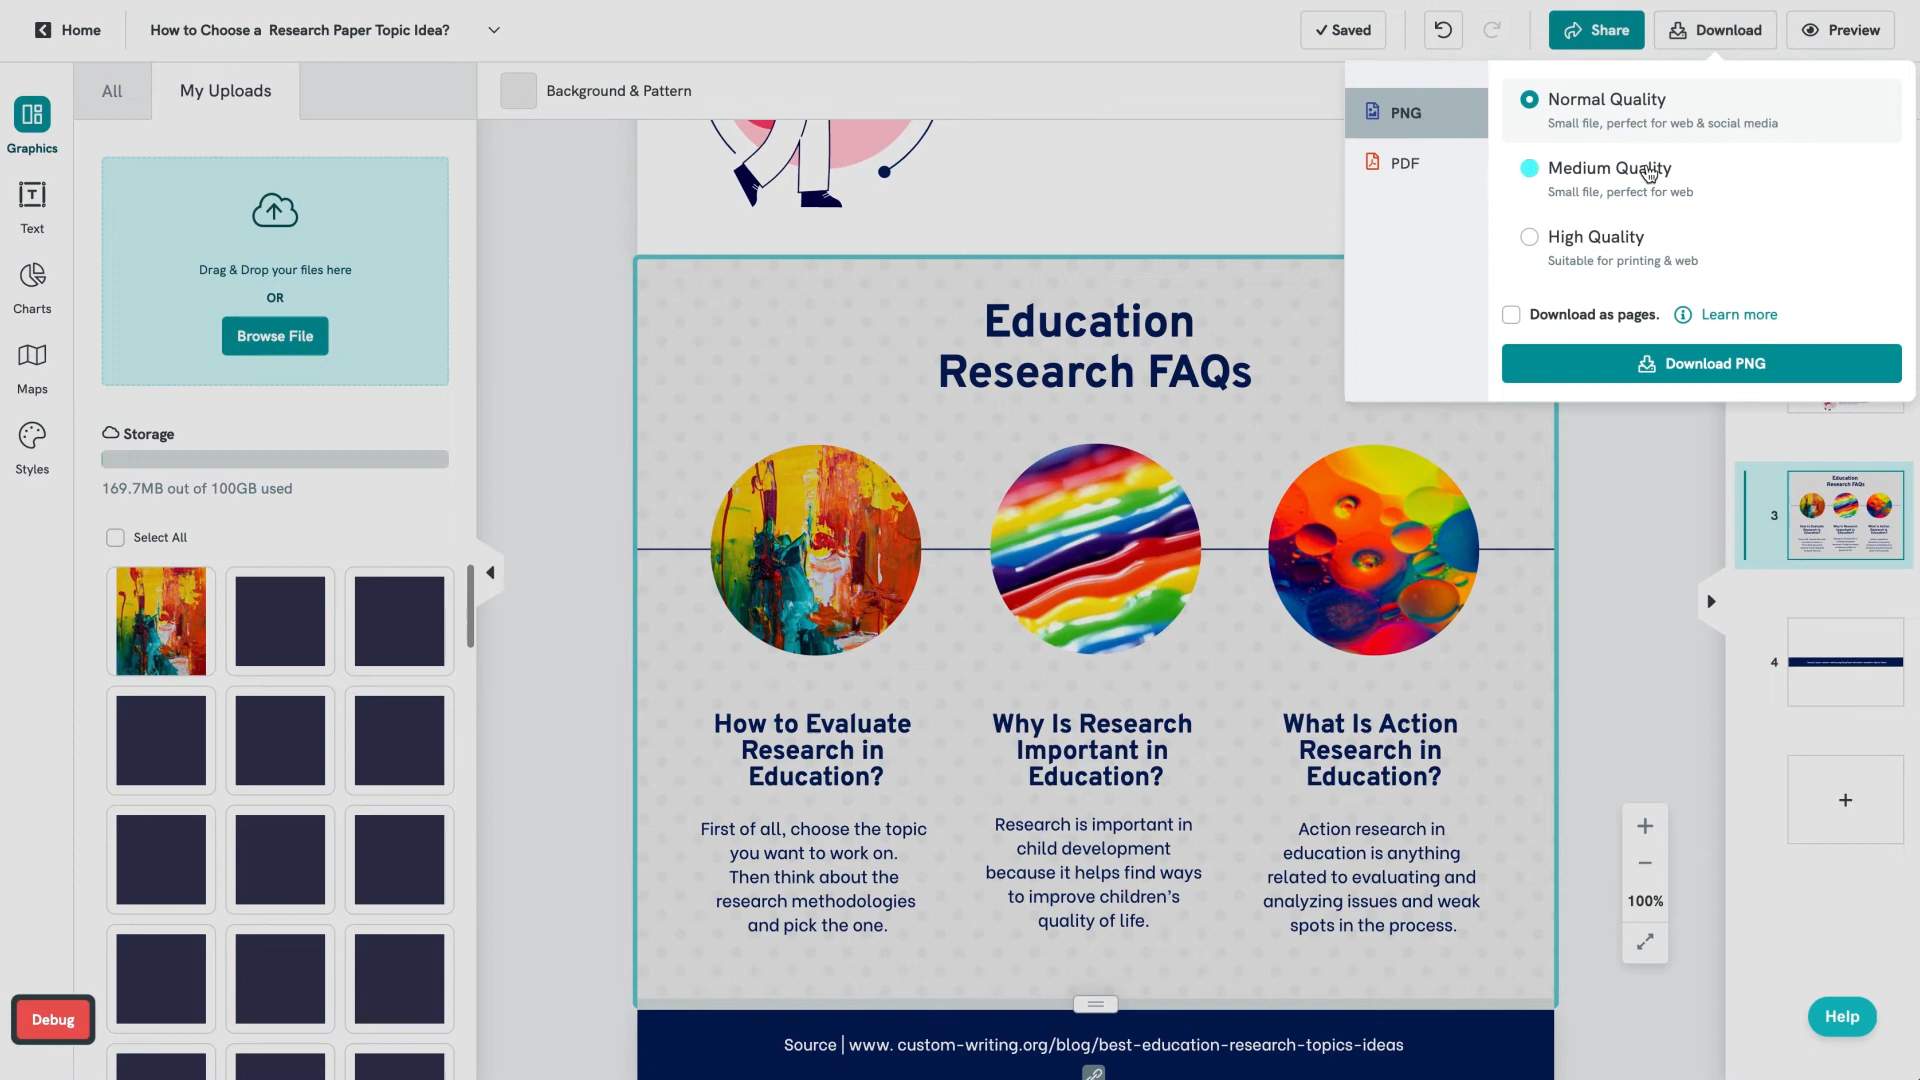 Home
How to Choose a Research Paper Topic Idea?
✓ Saved
Share
Download
Preview
All
My Uploads
Background & Pattern
Graphics
Text
Charts
Maps
Styles
Drag & Drop your files here
OR
Browse File
Storage
169.7MB out of 100GB used
Select All
Debug
PNG
PDF
Normal Quality
Small file, perfect for web & social media
Medium Quality
Small file, perfect for web
High Quality
Suitable for printing & web
Download as pages.
Learn more
Download PNG
Education
Research FAQs
How to Evaluate
Research in
Education?
First of all, choose the topic
you want to work on.
Then think about the
research methodologies
and pick the one.
Why Is Research
Important in
Education?
Research is important in
child development
because it helps find ways
to improve children's
quality of life.
What Is Action
Research in
Education?
Action research in
education is anything
related to evaluating and
analyzing issues and weak
spots in the process.
Source | www. custom-writing.org/blog/best-education-research-topics-ideas
3
Education
Research FAQs
4
+
100%
Help